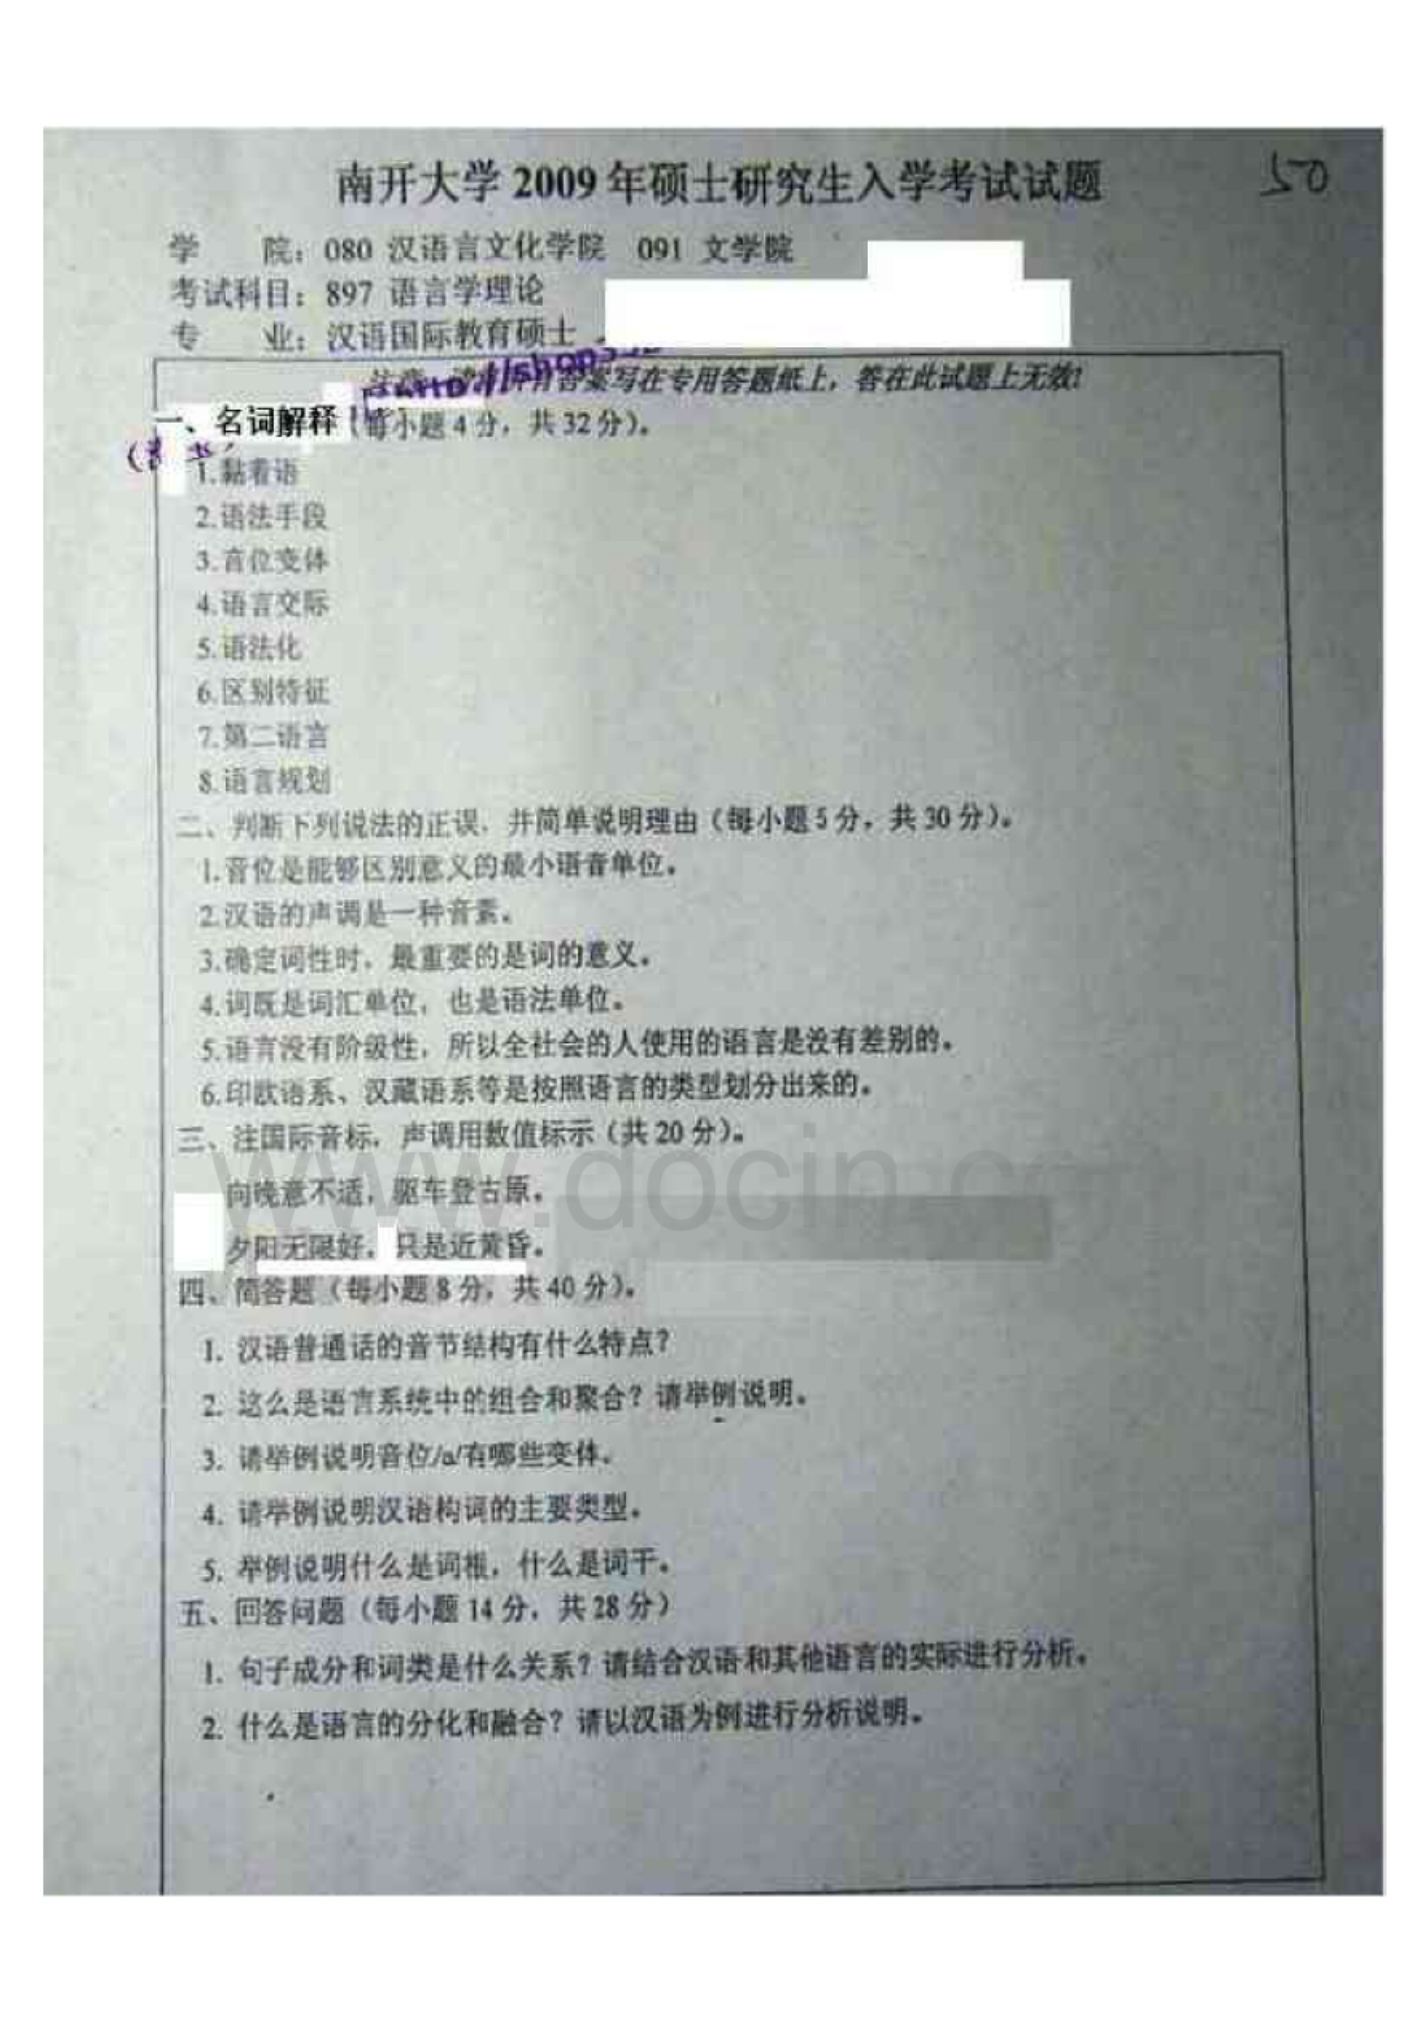 南开大学 2009 年硕士研究生入学考试试题
50
学 院：080 汉语言文化学院 091 文学院
考试科目：897 语言学理论
专 业：汉语国际教育硕士
http://shop
答案写在专用答题纸上，答在此试题上无效!
一、名词解释（每小题 4 分，共 32 分）。
1.黏着语
2.语法手段
3.音位变体
4.语言交际
5.语法化
6.区别特征
7.第二语言
8.语言规划
二、判断下列说法的正误，并简单说明理由（每小题 5 分，共 30 分）。
1.音位是能够区别意义的最小语音单位。
2.汉语的声调是一种音素。
3.确定词性时，最重要的是词的意义。
4.词既是词汇单位，也是语法单位。
5.语言没有阶级性，所以全社会的人使用的语言是没有差别的。
6.印欧语系、汉藏语系等是按照语言的类型划分出来的。
三、注国际音标，声调用数值标示（共 20 分）。
www.docin.com
向晚意不适，驱车登古原。
夕阳无限好，只是近黄昏。
四、简答题（每小题 8 分，共 40 分）。
1. 汉语普通话的音节结构有什么特点？
2. 这么是语言系统中的组合和聚合？请举例说明。
3. 请举例说明音位/a/有哪些变体。
4. 请举例说明汉语构词的主要类型。
5. 举例说明什么是词根，什么是词干。
五、回答问题（每小题 14 分，共 28 分）
1. 句子成分和词类是什么关系？请结合汉语和其他语言的实际进行分析。
2. 什么是语言的分化和融合？请以汉语为例进行分析说明。